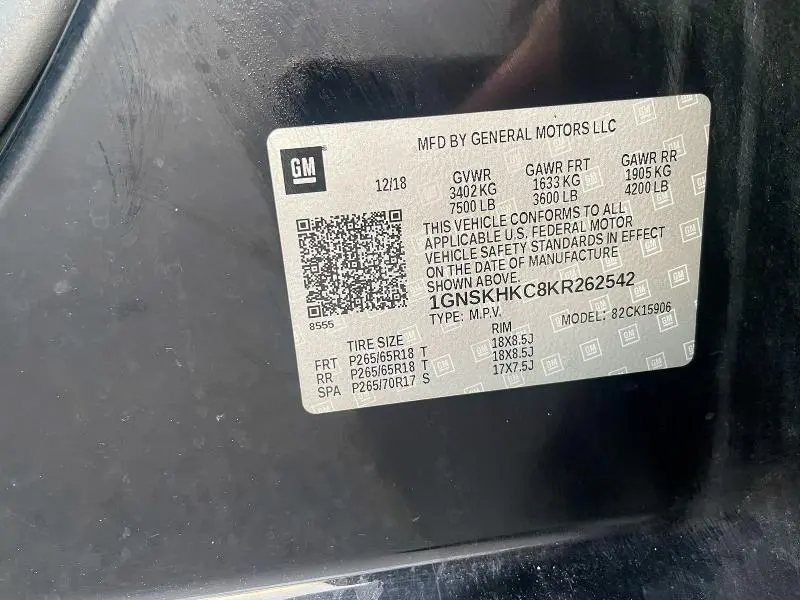 MFD BY GENERAL MOTORS LLC
GM
12/18
GVWR
3402 KG
7500 LB
GAWR FRT
1633 KG
3600 LB
GAWR RR
1905 KG
4200 LB
THIS VEHICLE CONFORMS TO ALL
APPLICABLE U.S. FEDERAL MOTOR
VEHICLE SAFETY STANDARDS IN EFFECT
ON THE DATE OF MANUFACTURE
SHOWN ABOVE.
1GNSKHKC8KR262542
TYPE: M.P.V. MODEL: 82CK15906
8555
TIRE SIZE RIM
FRT P265/65R18 T 18X8.5J
RR P265/65R18 T 18X8.5J
SPA P265/70R17 S 17X7.5J